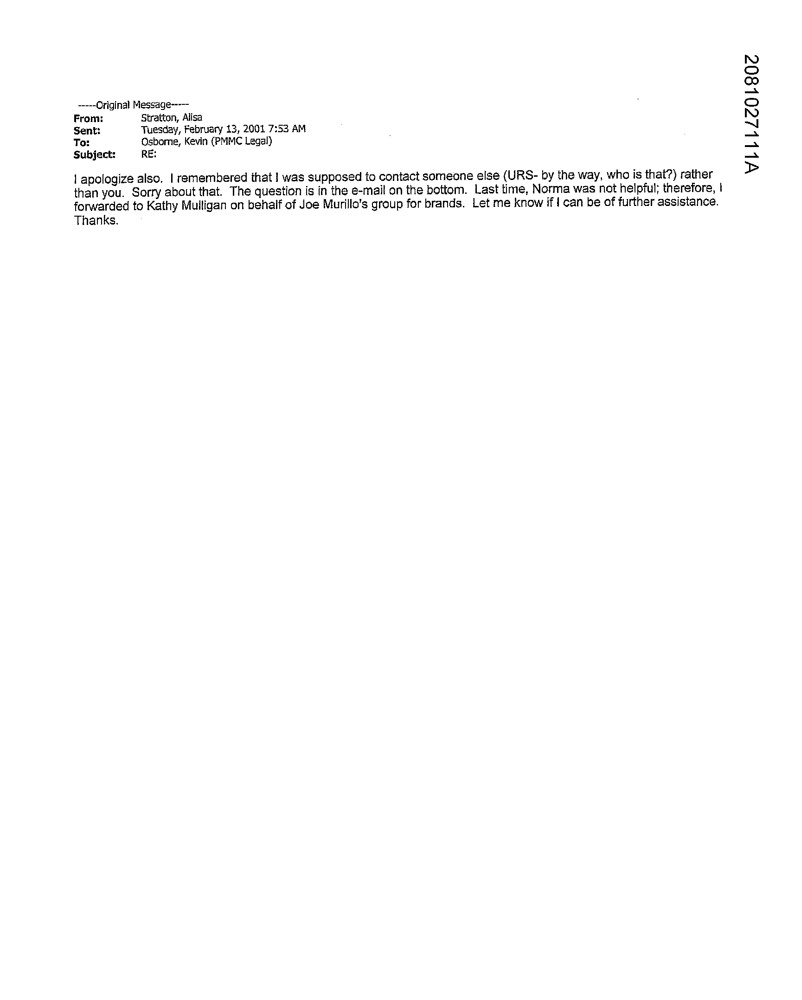 2081027111A
-----Original Message-----
From: Stratton, Alisa
Sent: Tuesday, February 13, 2001 7:53 AM
To: Osborne, Kevin (PMMC Legal)
Subject: RE:
I apologize also. I remembered that I was supposed to contact someone else (URS- by the way, who is that?) rather
than you. Sorry about that. The question is in the e-mail on the bottom. Last time, Norma was not helpful; therefore, I
forwarded to Kathy Mulligan on behalf of Joe Murillo's group for brands. Let me know if I can be of further assistance.
Thanks.